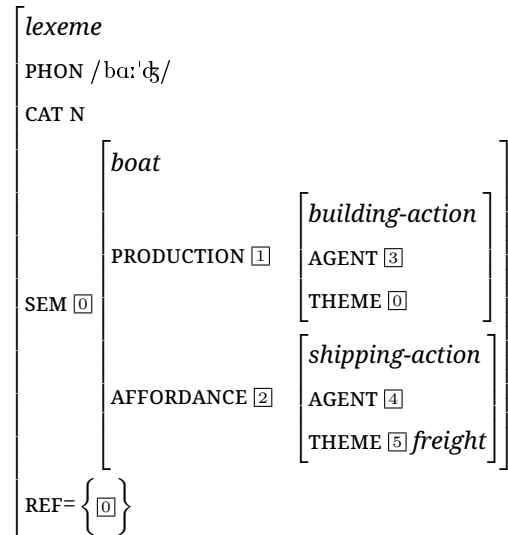 lexeme
PHON /bɑːˈʤ/
CAT N
boat
building-action
PRODUCTION 1 AGENT 3
SEM 0 THEME 0
shipping-action
AFFORDANCE 2 AGENT 4
THEME 5 freight
REF= { 0 }